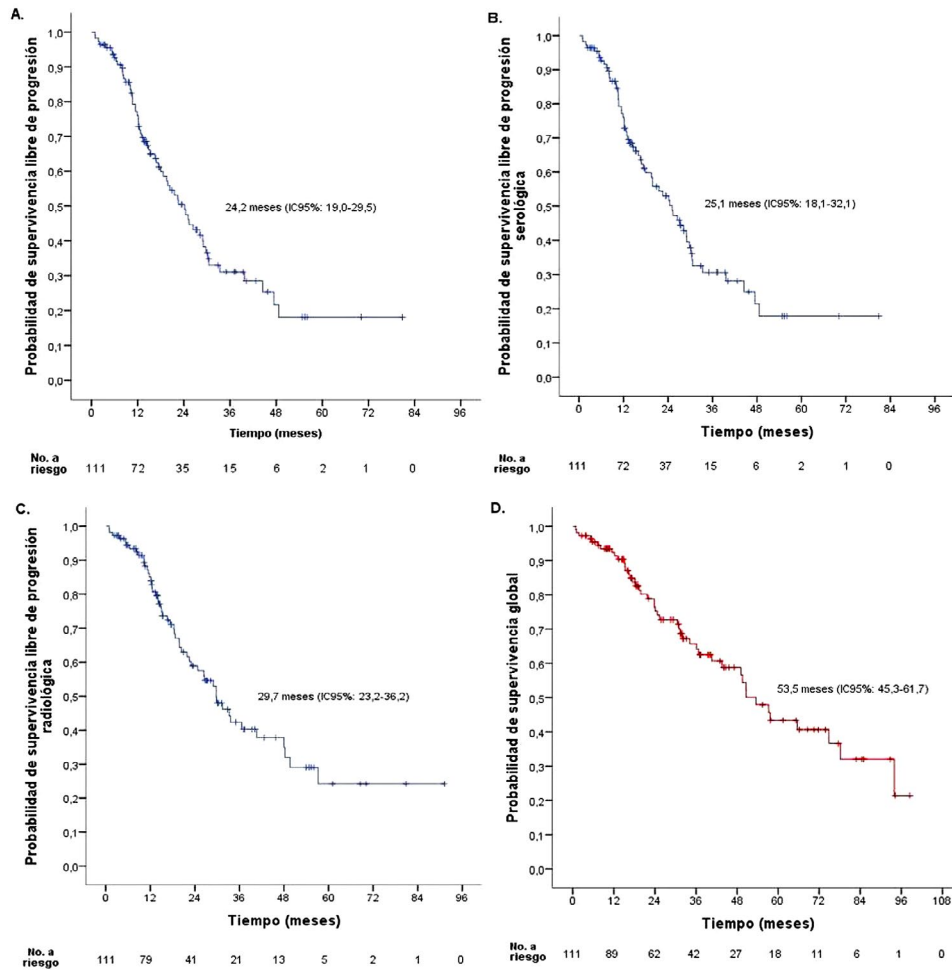 A.
Probabilidad de supervivencia libre de progresión
1,0
0,9
0,8
0,7
0,6
0,5
0,4
0,3
0,2
0,1
0,0
24,2 meses (IC95%: 19,0-29,5)
0 12 24 36 48 60 72 84 96
Tiempo (meses)
No. a
riesgo
111 72 35 15 6 2 1 0
B.
Probabilidad de supervivencia libre de progresión
serológica
1,0
0,9
0,8
0,7
0,6
0,5
0,4
0,3
0,2
0,1
0,0
25,1 meses (IC95%: 18,1-32,1)
0 12 24 36 48 60 72 84 96
Tiempo (meses)
No. a
riesgo
111 72 37 15 6 2 1 0
C.
Probabilidad de supervivencia libre de progresión
radiológica
1,0
0,9
0,8
0,7
0,6
0,5
0,4
0,3
0,2
0,1
0,0
29,7 meses (IC95%: 23,2-36,2)
0 12 24 36 48 60 72 84 96
Tiempo (meses)
No. a
riesgo
111 79 41 21 13 5 2 1 0
D.
Probabilidad de supervivencia global
1,0
0,9
0,8
0,7
0,6
0,5
0,4
0,3
0,2
0,1
0,0
53,5 meses (IC95%: 45,3-61,7)
0 12 24 36 48 60 72 84 96 108
Tiempo (meses)
No. a
riesgo
111 89 62 42 27 18 11 6 1 0